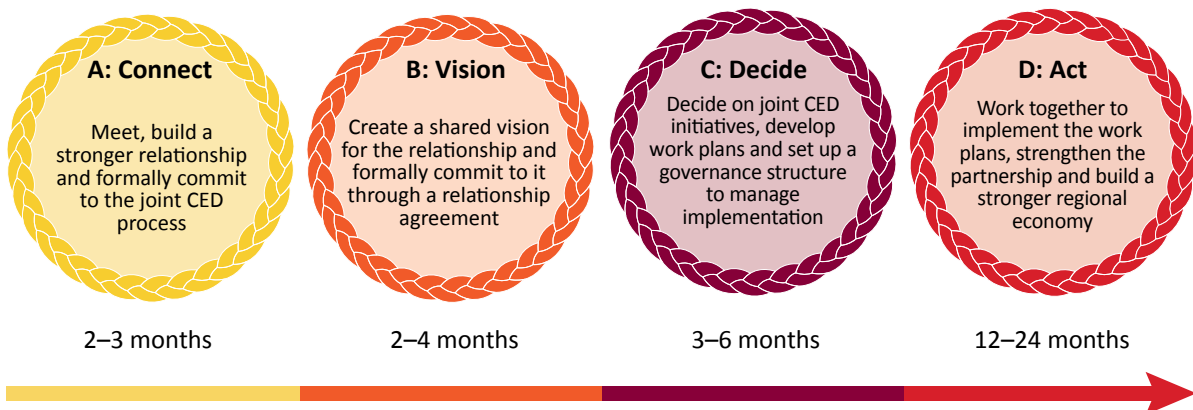 A: Connect
Meet, build a
stronger relationship
and formally commit
to the joint CED
process
B: Vision
Create a shared vision
for the relationship and
formally commit to it
through a relationship
agreement
C: Decide
Decide on joint CED
initiatives, develop
work plans and set up a
governance structure
to manage
implementation
D: Act
Work together to
implement the work
plans, strengthen the
partnership and build a
stronger regional
economy
2–3 months
2–4 months
3–6 months
12–24 months